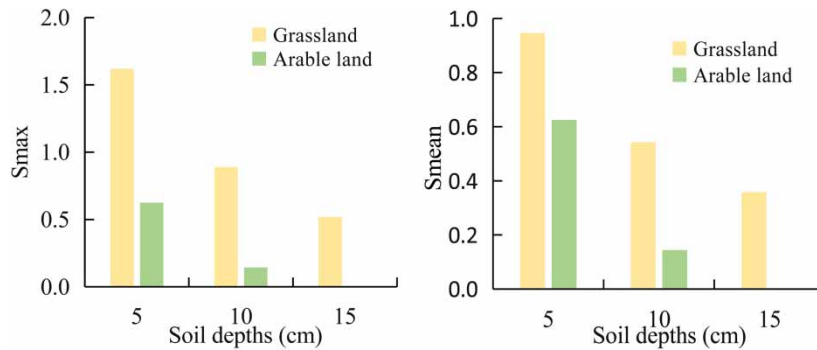 2.0
1.5
1.0
0.5
0.0
Smax
Grassland
Arable land
5
10
15
Soil depths (cm)
1.0
0.8
0.6
0.4
0.2
0.0
Smean
Grassland
Arable land
5
10
15
Soil depths (cm)